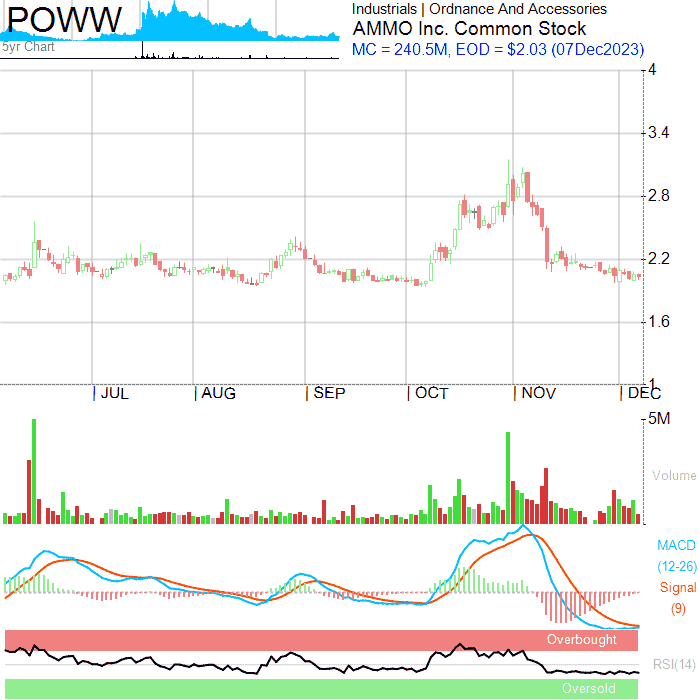 POWW
5yr Chart
Industrials | Ordnance And Accessories
AMMO Inc. Common Stock
MC = 240.5M, EOD = $2.03 (07Dec2023)
4
3.4
2.8
2.2
1.6
1
JUL AUG SEP OCT NOV DEC
5M
Volume
MACD
(12-26)
Signal
(9)
Overbought
RSI(14)
Oversold